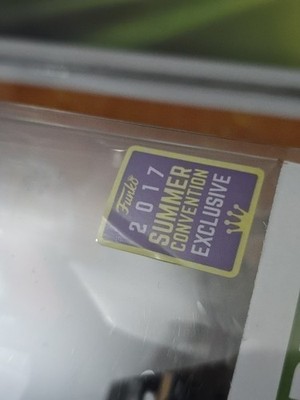 Funko
2017
SUMMER
CONVENTION
EXCLUSIVE